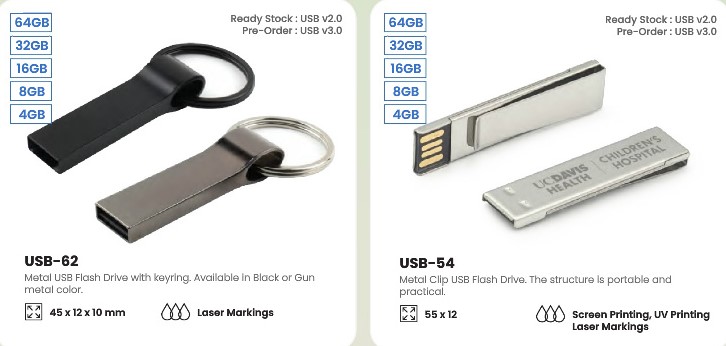 64GB
32GB
16GB
8GB
4GB
Ready Stock : USB v2.0
Pre-Order : USB v3.0
USB-62
Metal USB Flash Drive with keyring. Available in Black or Gun
metal color.
45 x 12 x 10 mm
Laser Markings
64GB
32GB
16GB
8GB
4GB
Ready Stock : USB v2.0
Pre-Order : USB v3.0
UCDAVIS
HEALTH
CHILDREN'S
HOSPITAL
USB-54
Metal Clip USB Flash Drive. The structure is portable and
practical.
55 x 12
Screen Printing, UV Printing
Laser Markings